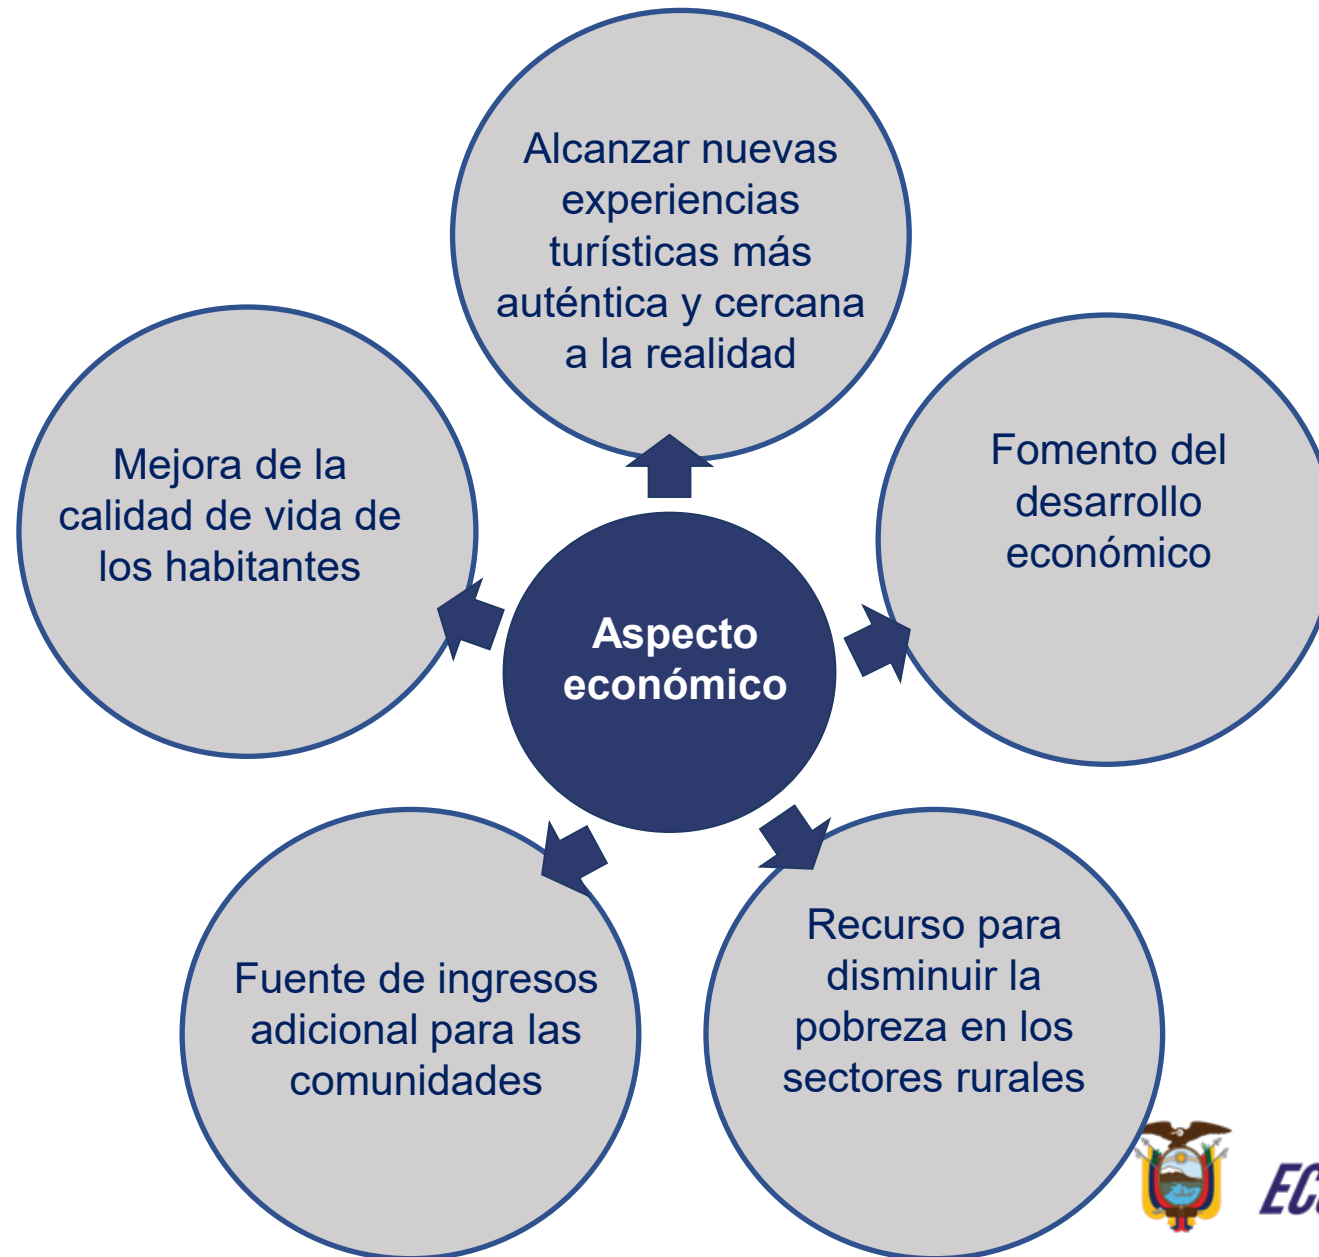 Alcanzar nuevas
experiencias
turísticas más
auténtica y cercana
a la realidad
Mejora de la
calidad de vida de
los habitantes
Fomento del
desarrollo
económico
Aspecto
económico
Fuente de ingresos
adicional para las
comunidades
Recurso para
disminuir la
pobreza en los
sectores rurales